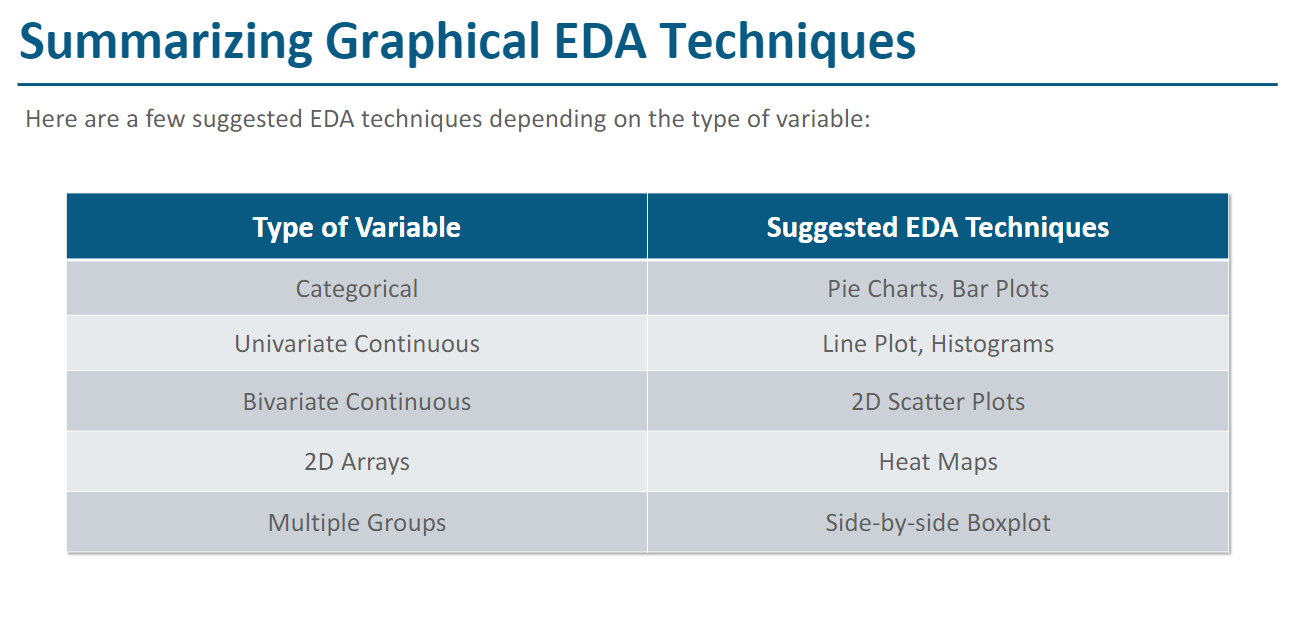 Summarizing Graphical EDA Techniques
Here are a few suggested EDA techniques depending on the type of variable:
Type of Variable Suggested EDA Techniques
Categorical Pie Charts, Bar Plots
Univariate Continuous Line Plot, Histograms
Bivariate Continuous 2D Scatter Plots
2D Arrays Heat Maps
Multiple Groups Side-by-side Boxplot